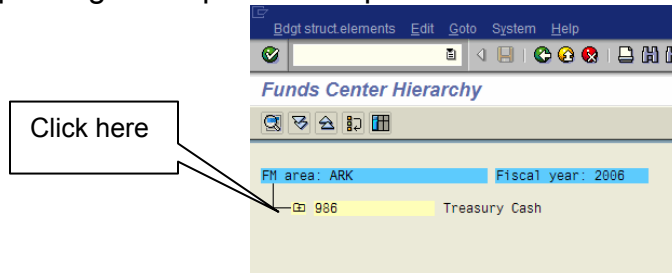 Bdgt struct.elements Edit Goto System Help
Funds Center Hierarchy
Click here
FM area: ARK Fiscal year: 2006
986 Treasury Cash